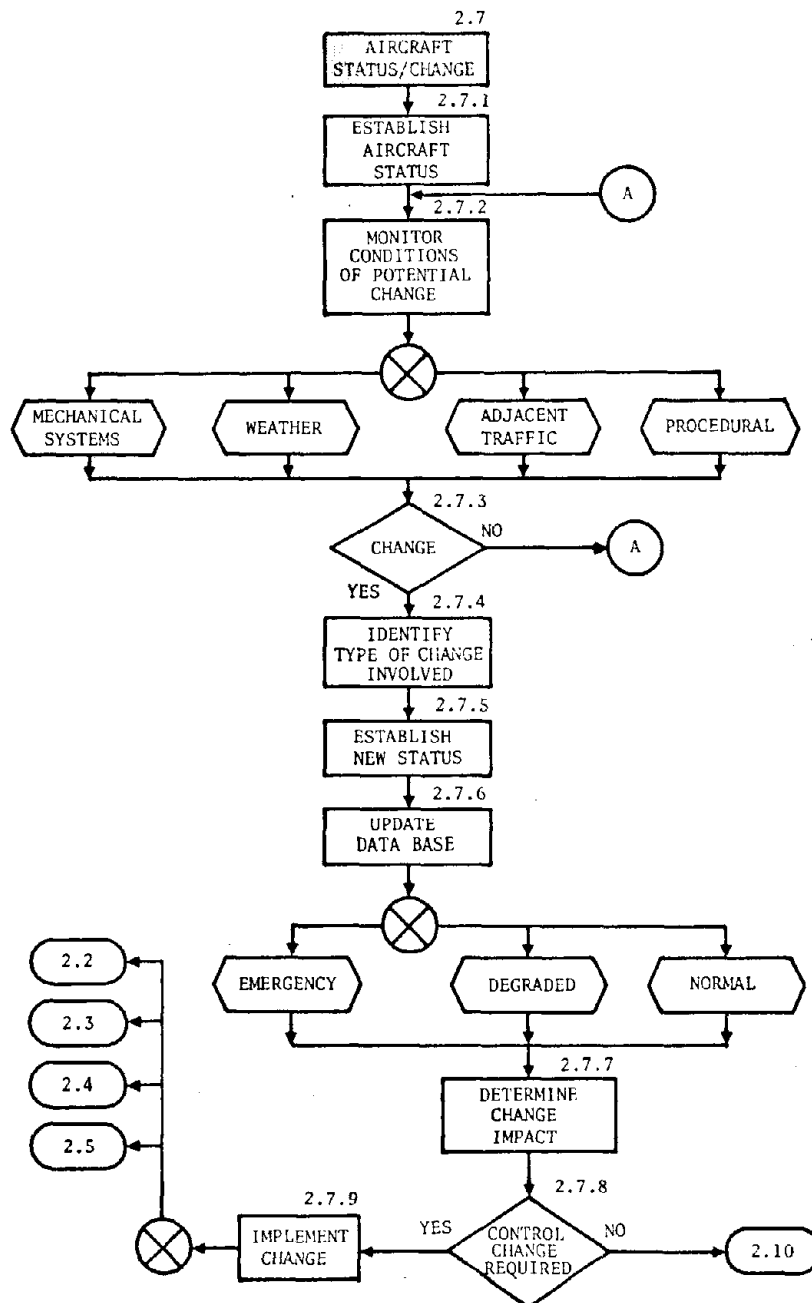 2.7
AIRCRAFT
STATUS/CHANGE
2.7.1
ESTABLISH
AIRCRAFT
STATUS
A
2.7.2
MONITOR
CONDITIONS
OF POTENTIAL
CHANGE
MECHANICAL
SYSTEMS
WEATHER
ADJACENT
TRAFFIC
PROCEDURAL
2.7.3
CHANGE
NO
A
YES
2.7.4
IDENTIFY
TYPE OF CHANGE
INVOLVED
2.7.5
ESTABLISH
NEW STATUS
2.7.6
UPDATE
DATA BASE
EMERGENCY
DEGRADED
NORMAL
2.2
2.3
2.4
2.5
2.7.7
DETERMINE
CHANGE
IMPACT
2.7.8
CONTROL
CHANGE
REQUIRED
YES
NO
2.7.9
IMPLEMENT
CHANGE
2.10